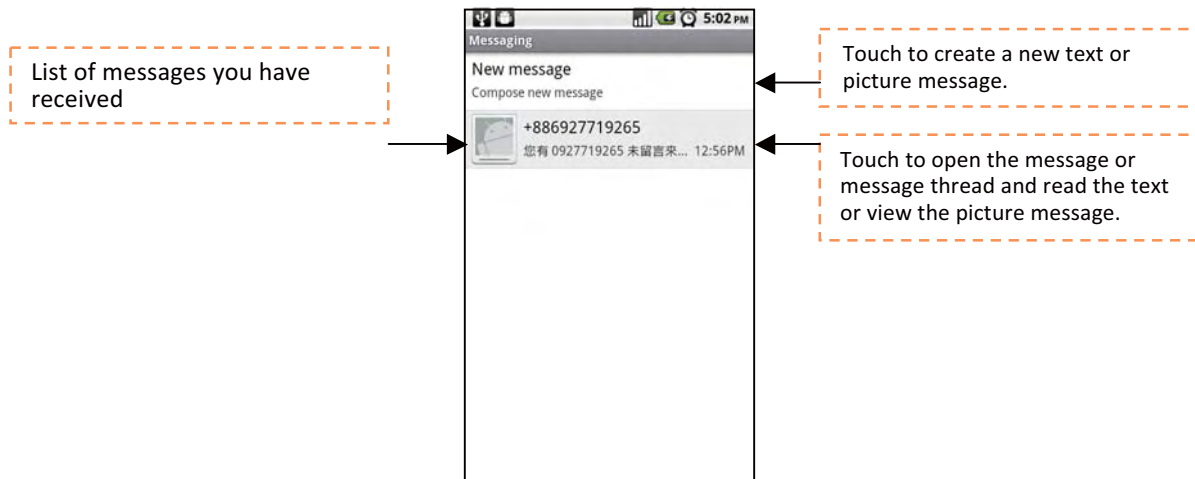 5:02 PM
Messaging
New message
Compose new message
+886927719265
您有 0927719265 未留言來... 12:56PM
List of messages you have
received
Touch to create a new text or
picture message.
Touch to open the message or
message thread and read the text
or view the picture message.